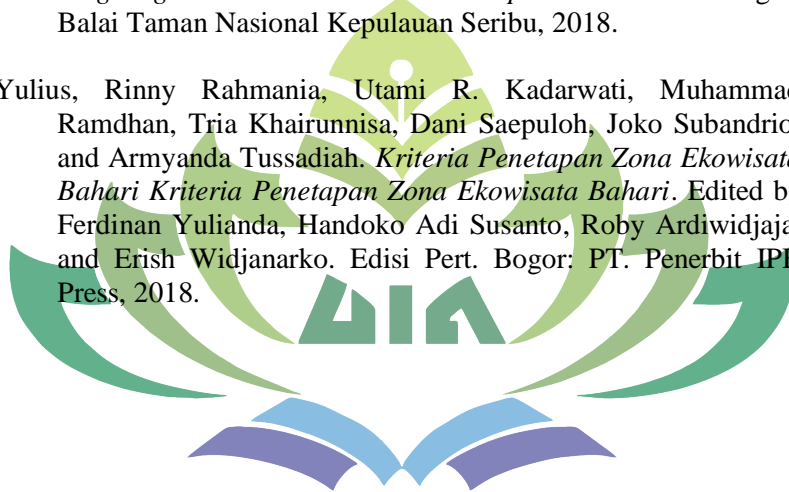 Balai Taman Nasional Kepulauan Seribu, 2018.
Yulius, Rinny Rahmania, Utami R. Kadarwati, Muhammad
Ramdhan, Tria Khairunnisa, Dani Saepuloh, Joko Subandrio,
and Armyanda Tussadiah. Kriteria Penetapan Zona Ekowisata
Bahari Kriteria Penetapan Zona Ekowisata Bahari. Edited by
Ferdinan Yulianda, Handoko Adi Susanto, Roby Ardiwidjaja,
and Erish Widjanarko. Edisi Pert. Bogor: PT. Penerbit IPB
Press, 2018.
UIN